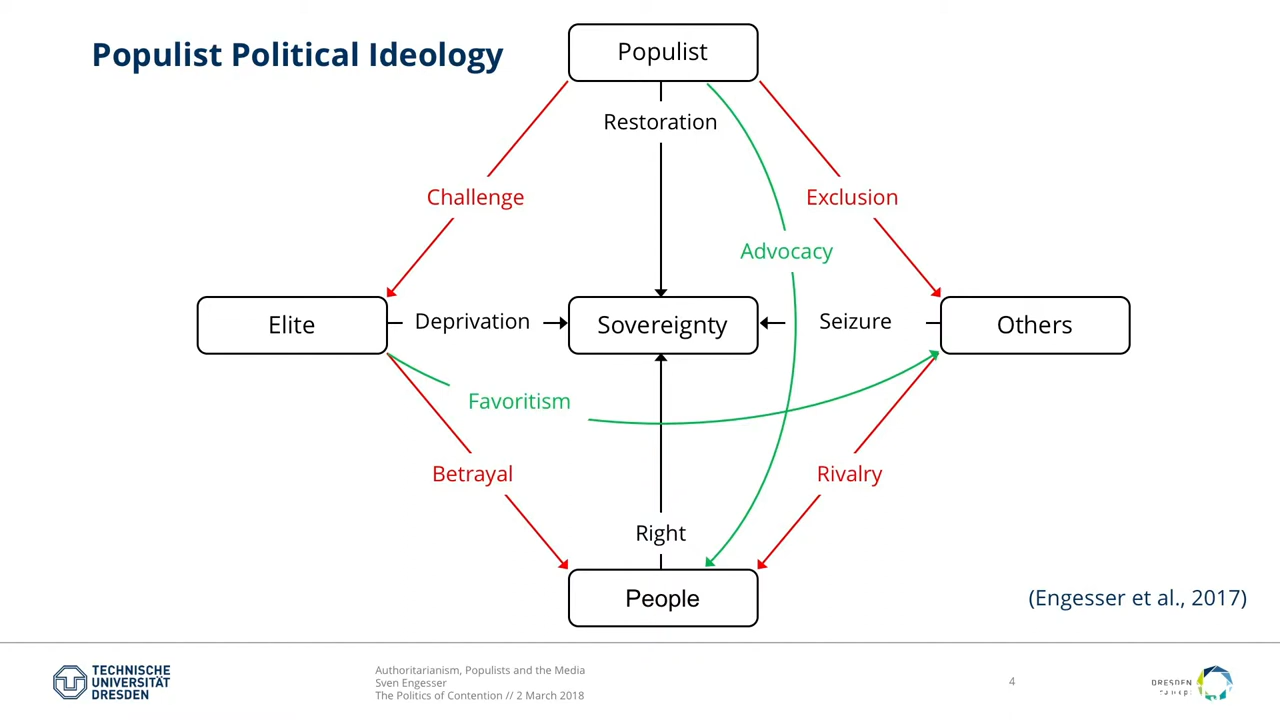 Populist Political Ideology
Populist
Restoration
Challenge
Exclusion
Advocacy
Elite
Deprivation
Sovereignty
Seizure
Others
Favoritism
Betrayal
Rivalry
Right
People
(Engesser et al., 2017)
TECHNISCHE
UNIVERSITÄT
DRESDEN
Authoritarianism, Populists and the Media
Sven Engesser
The Politics of Contention // 2 March 2018
4
DRESDEN